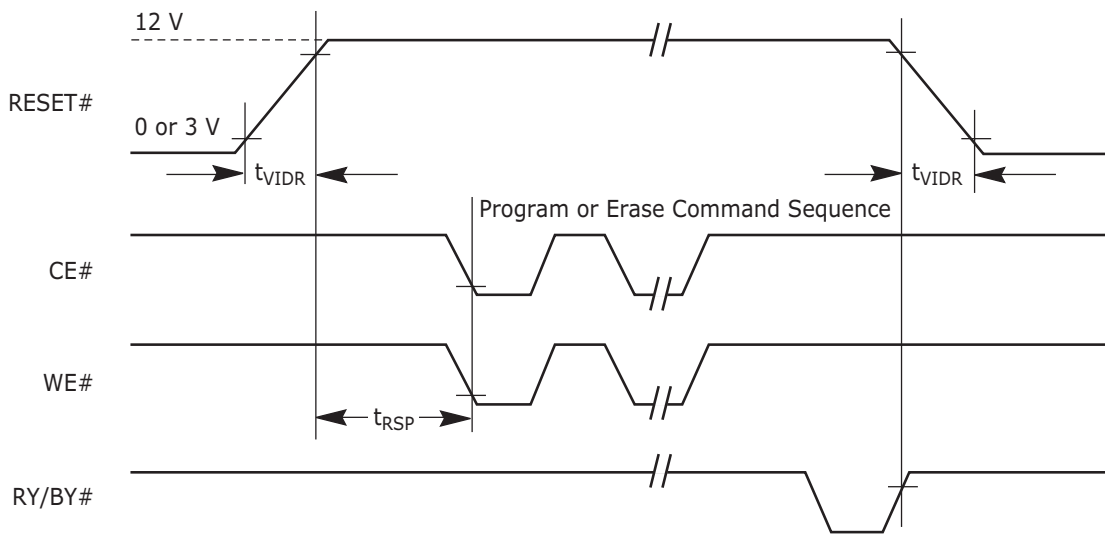 12 V
RESET#
0 or 3 V
tVIDR
tVIDR
Program or Erase Command Sequence
CE#
WE#
tRSP
RY/BY#